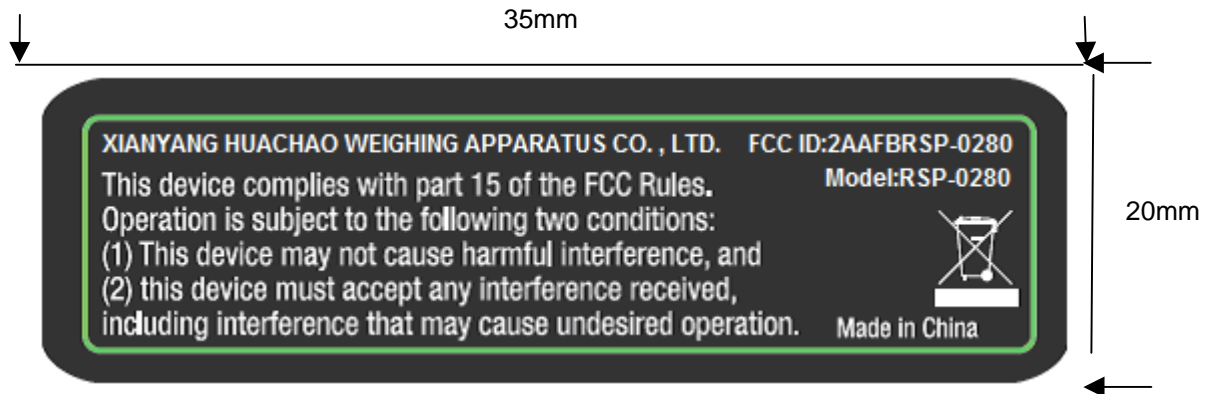 35mm
XIANYANG HUACHAO WEIGHING APPARATUS CO. , LTD. FCC ID:2AAFBRSP-0280
This device complies with part 15 of the FCC Rules. Model:RSP-0280
Operation is subject to the following two conditions:
(1) This device may not cause harmful interference, and
20mm
(2) this device must accept any interference received,
including interference that may cause undesired operation. Made in China